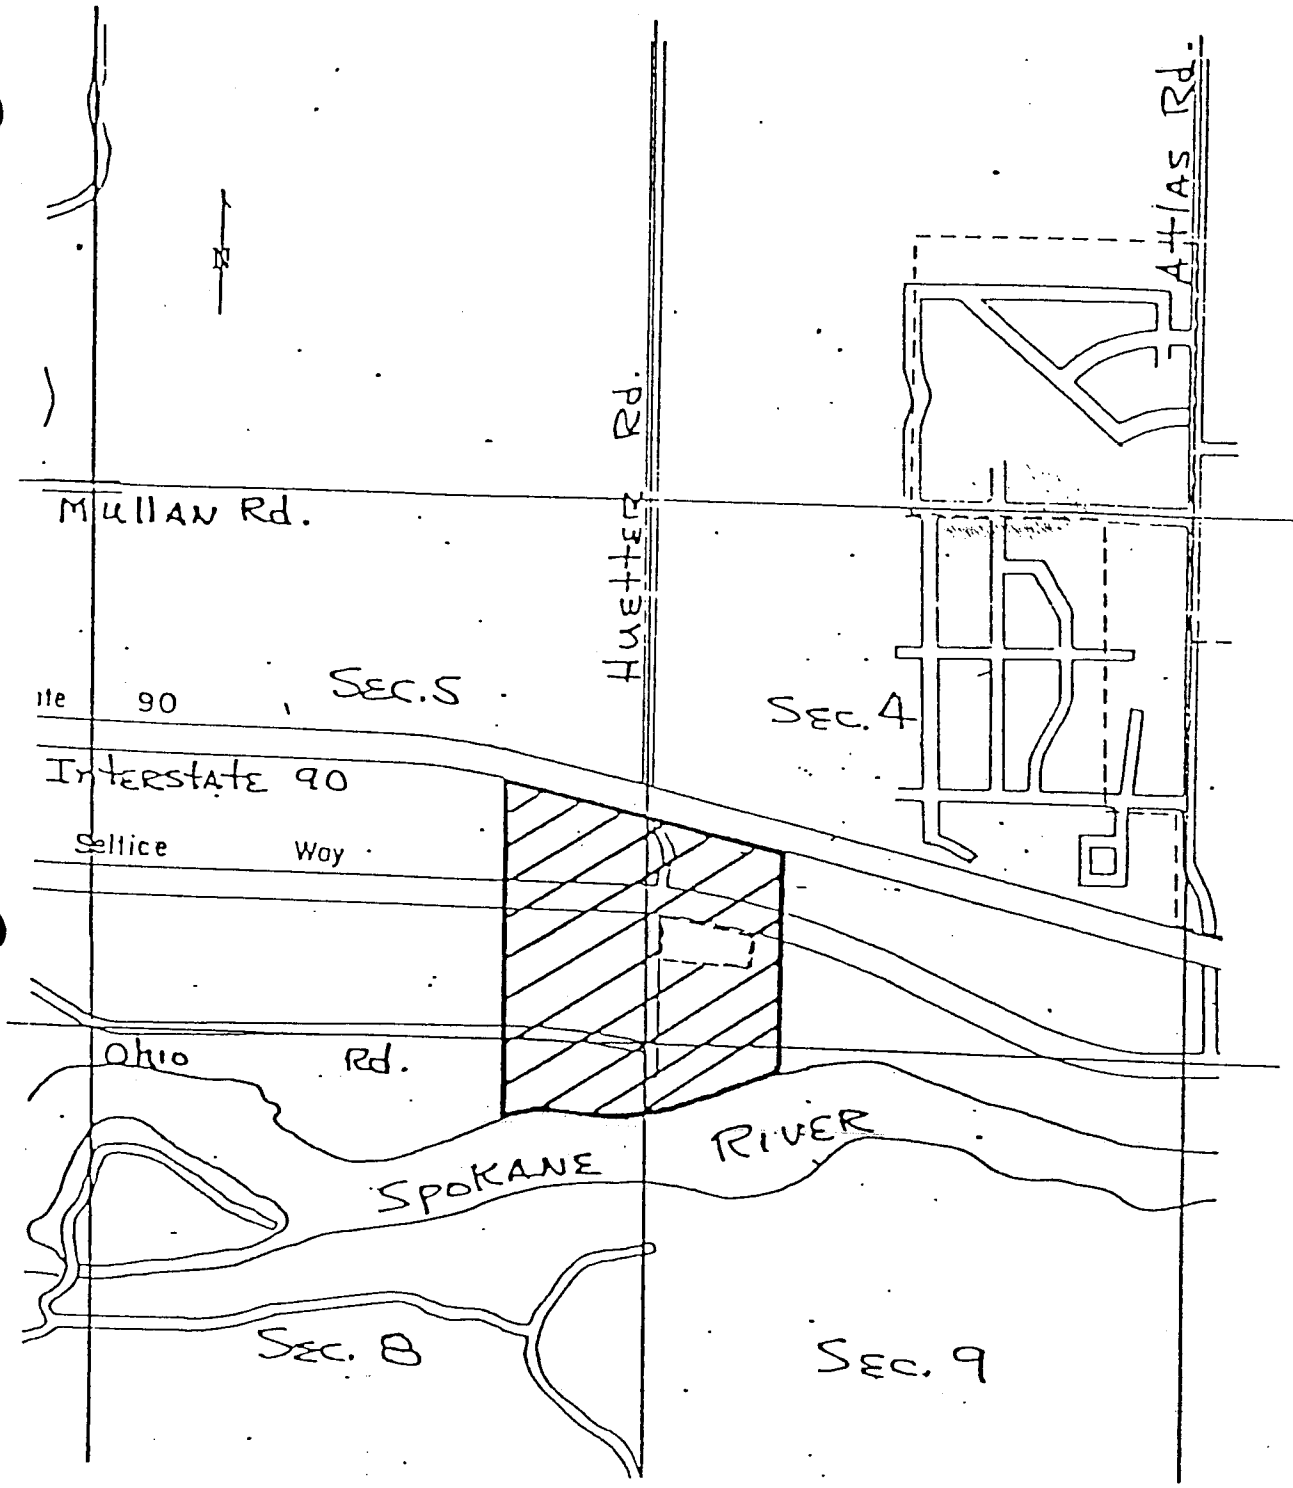 Atlas Rd.
N
Huetter Rd.
Mullan Rd.
Sec. 5
Sec. 4
ite 90
Interstate 90
Seltice Way
Ohio Rd.
Spokane River
Sec. 8
Sec. 9